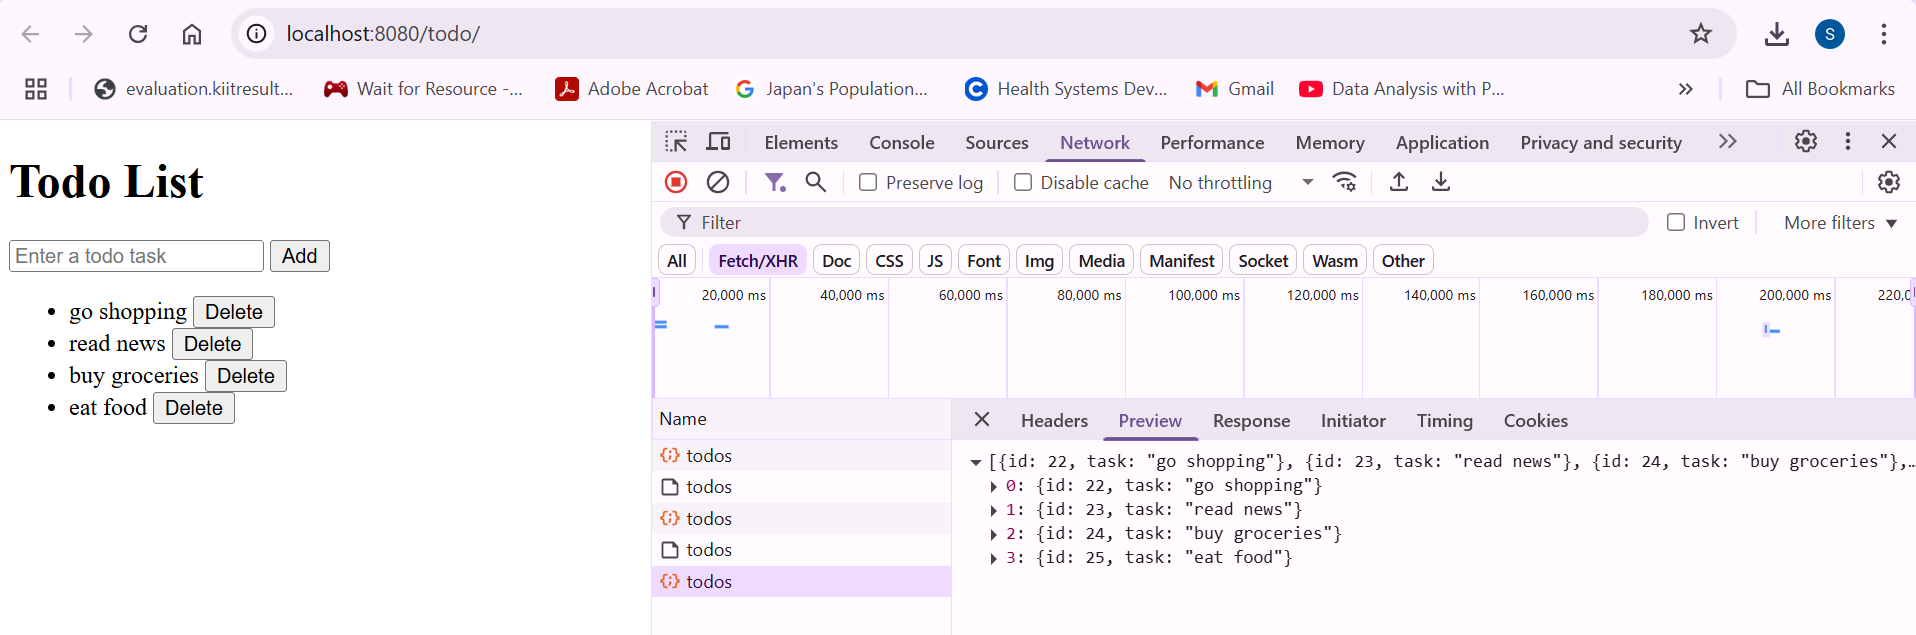 localhost:8080/todo/
S
evaluation.kiitresult...
Wait for Resource -...
Adobe Acrobat
Japan's Population...
Health Systems Dev...
Gmail
Data Analysis with P...
All Bookmarks
Todo List
Enter a todo task Add
go shopping Delete
read news Delete
buy groceries Delete
eat food Delete
Elements Console Sources Network Performance Memory Application Privacy and security
Preserve log Disable cache No throttling
Filter Invert More filters
All Fetch/XHR Doc CSS JS Font Img Media Manifest Socket Wasm Other
20,000 ms 40,000 ms 60,000 ms 80,000 ms 100,000 ms 120,000 ms 140,000 ms 160,000 ms 180,000 ms 200,000 ms 220,0
Name
todos
todos
todos
todos
todos
Headers Preview Response Initiator Timing Cookies
[{id: 22, task: "go shopping"}, {id: 23, task: "read news"}, {id: 24, task: "buy groceries"},…
0: {id: 22, task: "go shopping"}
1: {id: 23, task: "read news"}
2: {id: 24, task: "buy groceries"}
3: {id: 25, task: "eat food"}